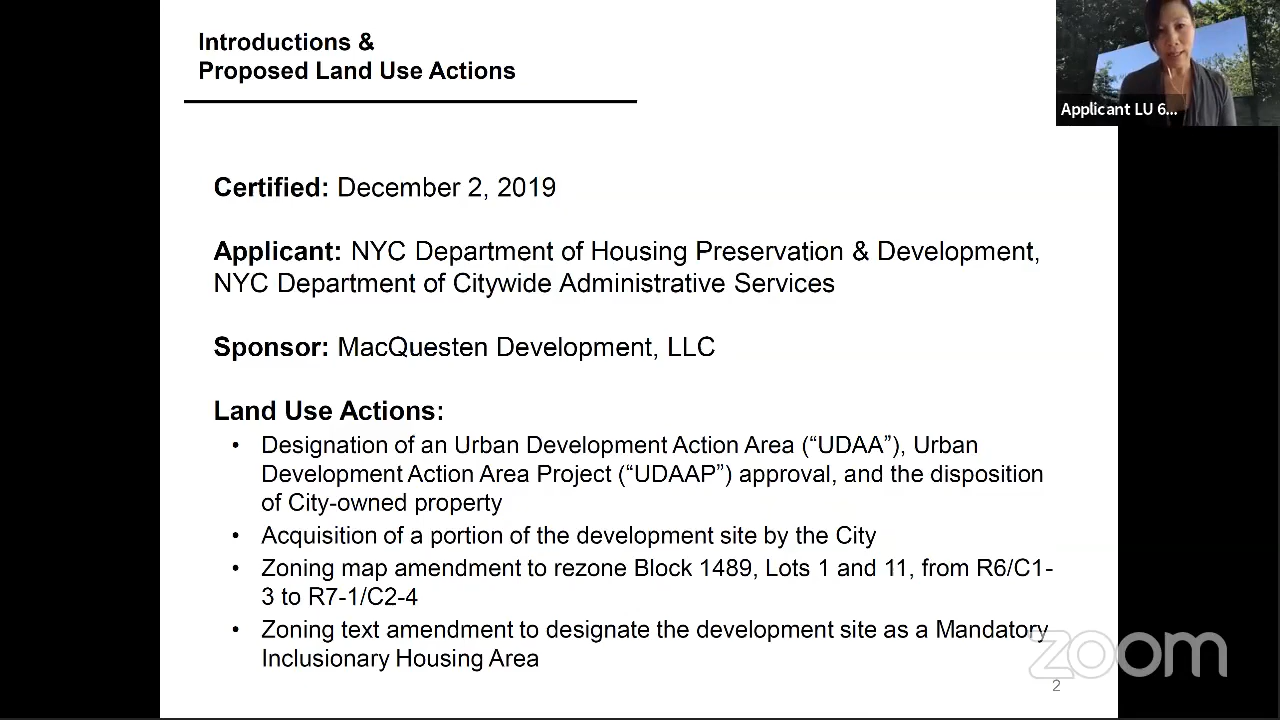 Introductions &
Proposed Land Use Actions
Applicant LU 6...
Certified: December 2, 2019
Applicant: NYC Department of Housing Preservation & Development,
NYC Department of Citywide Administrative Services
Sponsor: MacQuesten Development, LLC
Land Use Actions:
• Designation of an Urban Development Action Area (“UDAA”), Urban
Development Action Area Project (“UDAAP”) approval, and the disposition
of City-owned property
• Acquisition of a portion of the development site by the City
• Zoning map amendment to rezone Block 1489, Lots 1 and 11, from R6/C1-
3 to R7-1/C2-4
• Zoning text amendment to designate the development site as a Mandatory
Inclusionary Housing Area
zoom
2